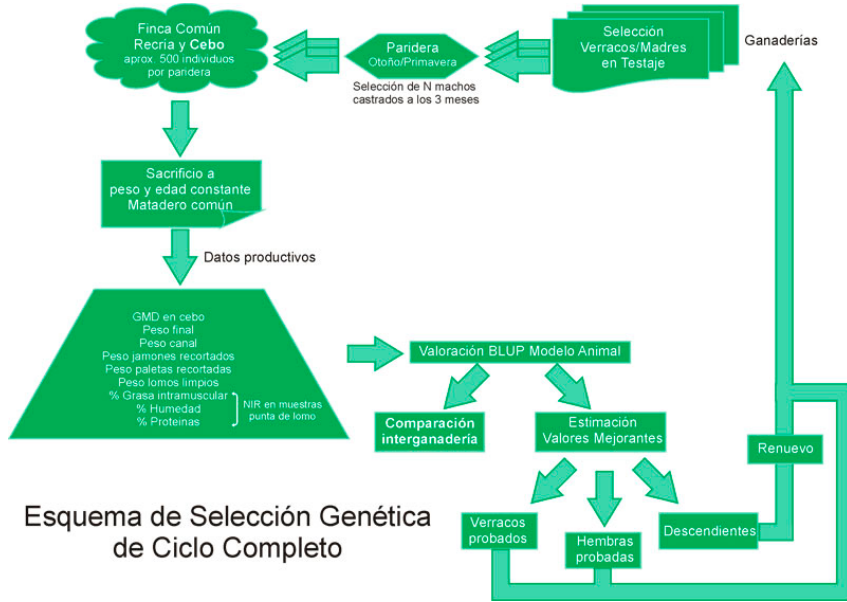 Finca Común
Recria y Cebo
aprox. 500 individuos
por paridera
Paridera
Otoño/Primavera
Selección de N machos
castrados a los 3 meses
Selección
Verracos/Madres
en Testaje
Ganaderías
Sacrificio a
peso y edad constante
Matadero común
Datos productivos
GMD en cebo
Peso final
Peso canal
Peso jamones recortados
Peso paletas recortadas
Peso lomos limpios
% Grasa intramuscular
% Humedad
% Proteinas
NIR en muestras
punta de lomo
Valoración BLUP Modelo Animal
Comparación
interganadería
Estimación
Valores Mejorantes
Renuevo
Verracos
probados
Hembras
probadas
Descendientes
Esquema de Selección Genética
de Ciclo Completo